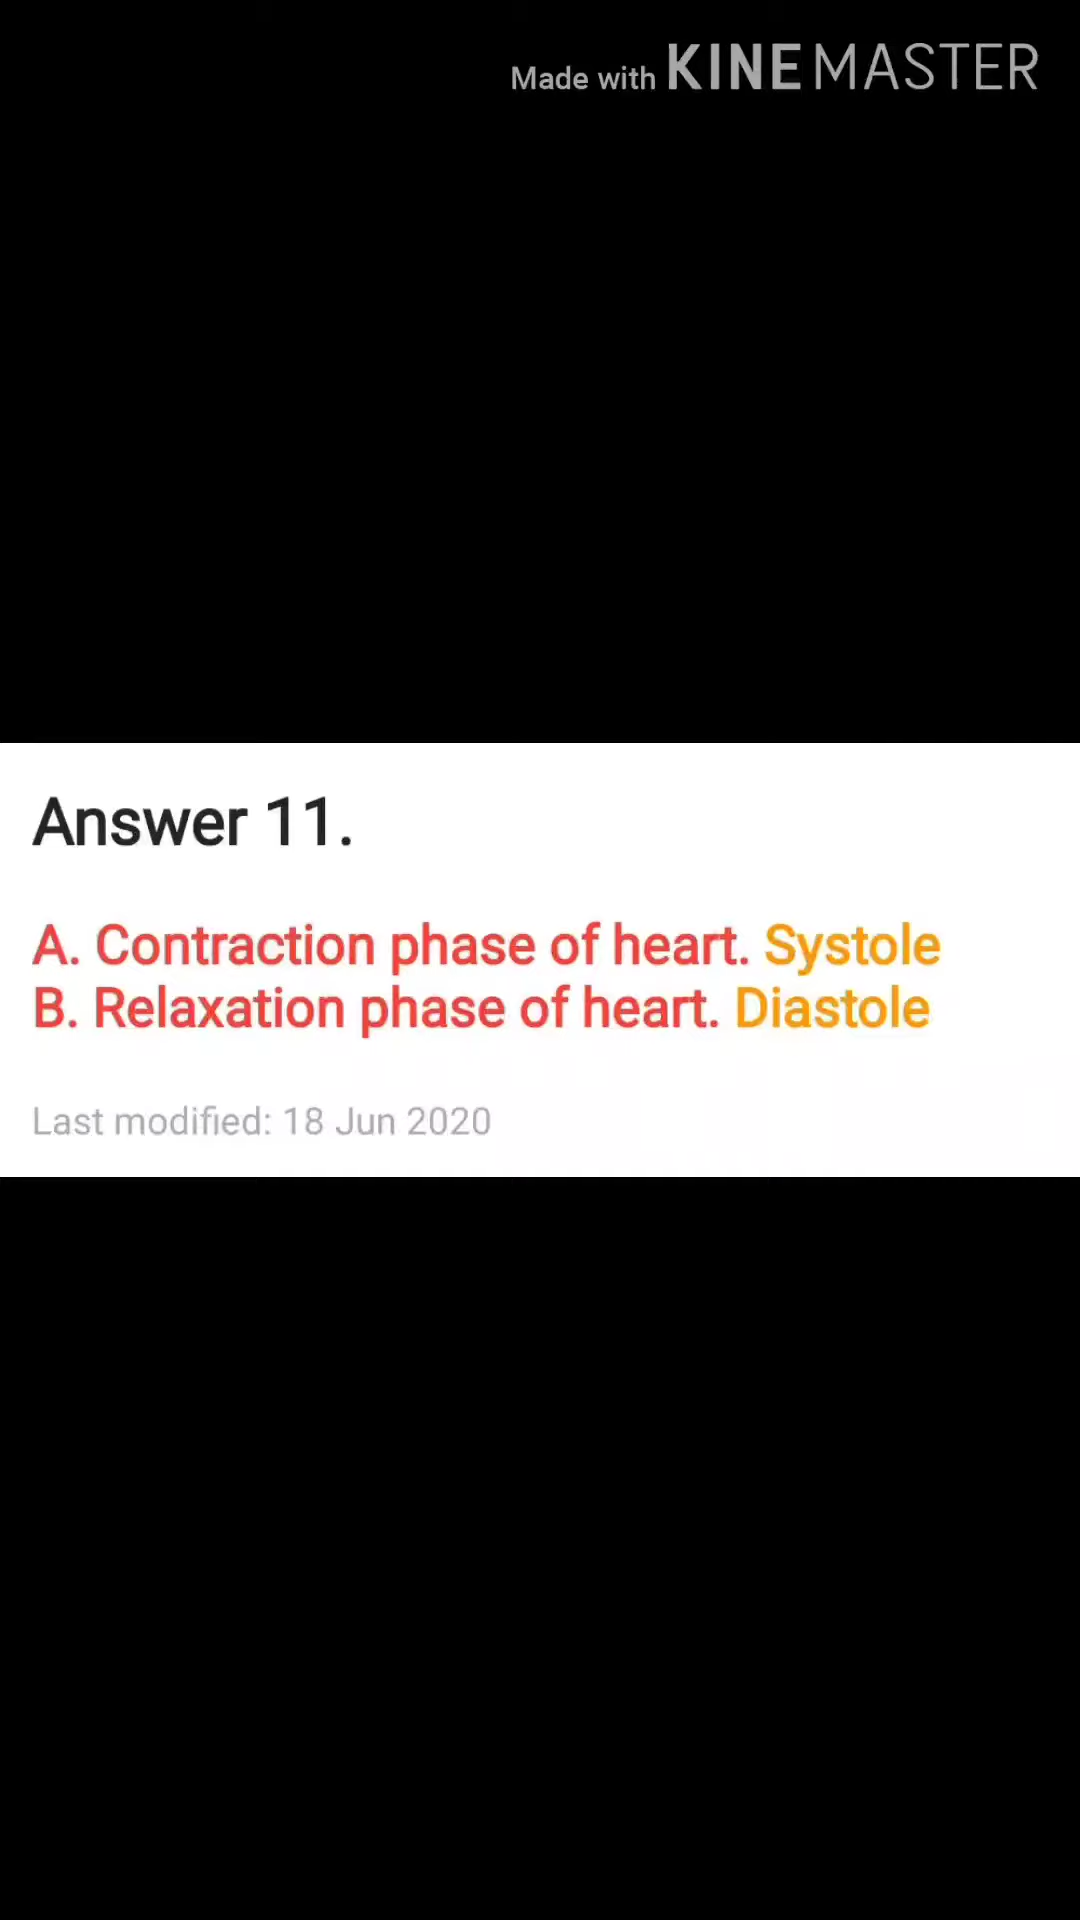 Made with KINEMASTER
Answer 11.
A. Contraction phase of heart. Systole
B. Relaxation phase of heart. Diastole
Last modified: 18 Jun 2020